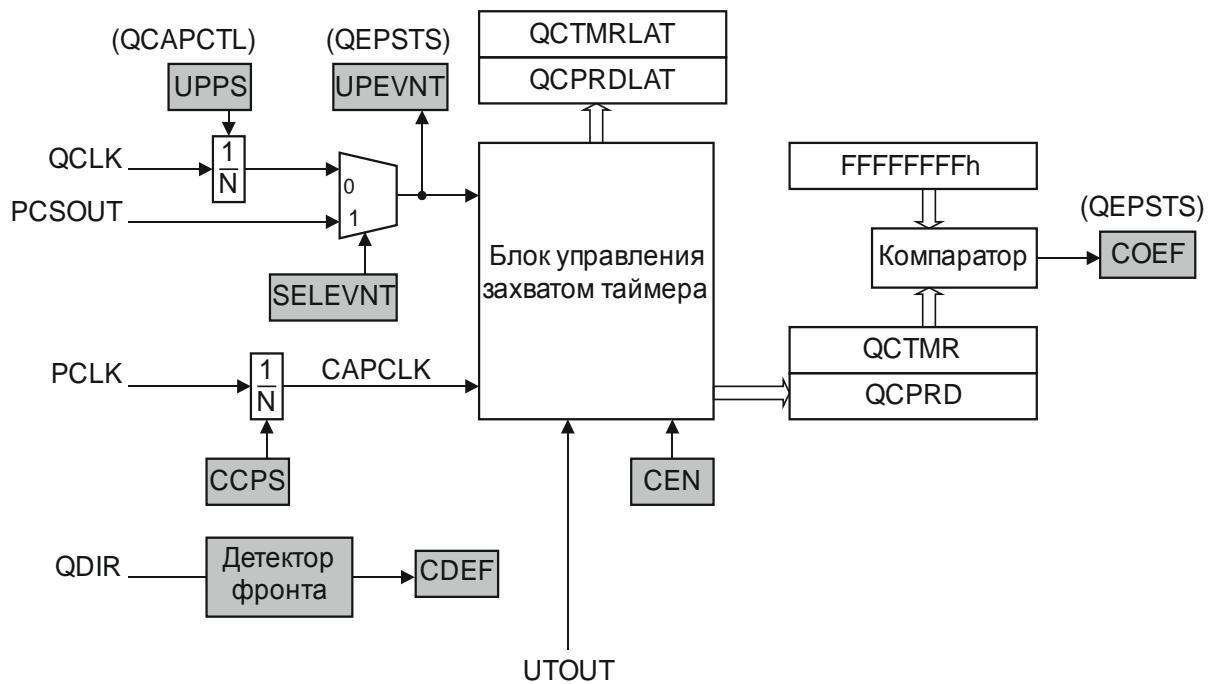 (QCAPCTL)
(QEPSTS)
QCTMRLAT
UPPS
UPEVNT
QCPRDLAT
QCLK
1
N
0
FFFFFFFFh
PCSOUT
1
(QEPSTS)
Блок управления
захватом таймера
Компаратор
COEF
SELEVNT
QCTMR
PCLK
1
N
CAPCLK
QCPRD
CCPS
CEN
QDIR
Детектор
фронта
CDEF
UTOUT